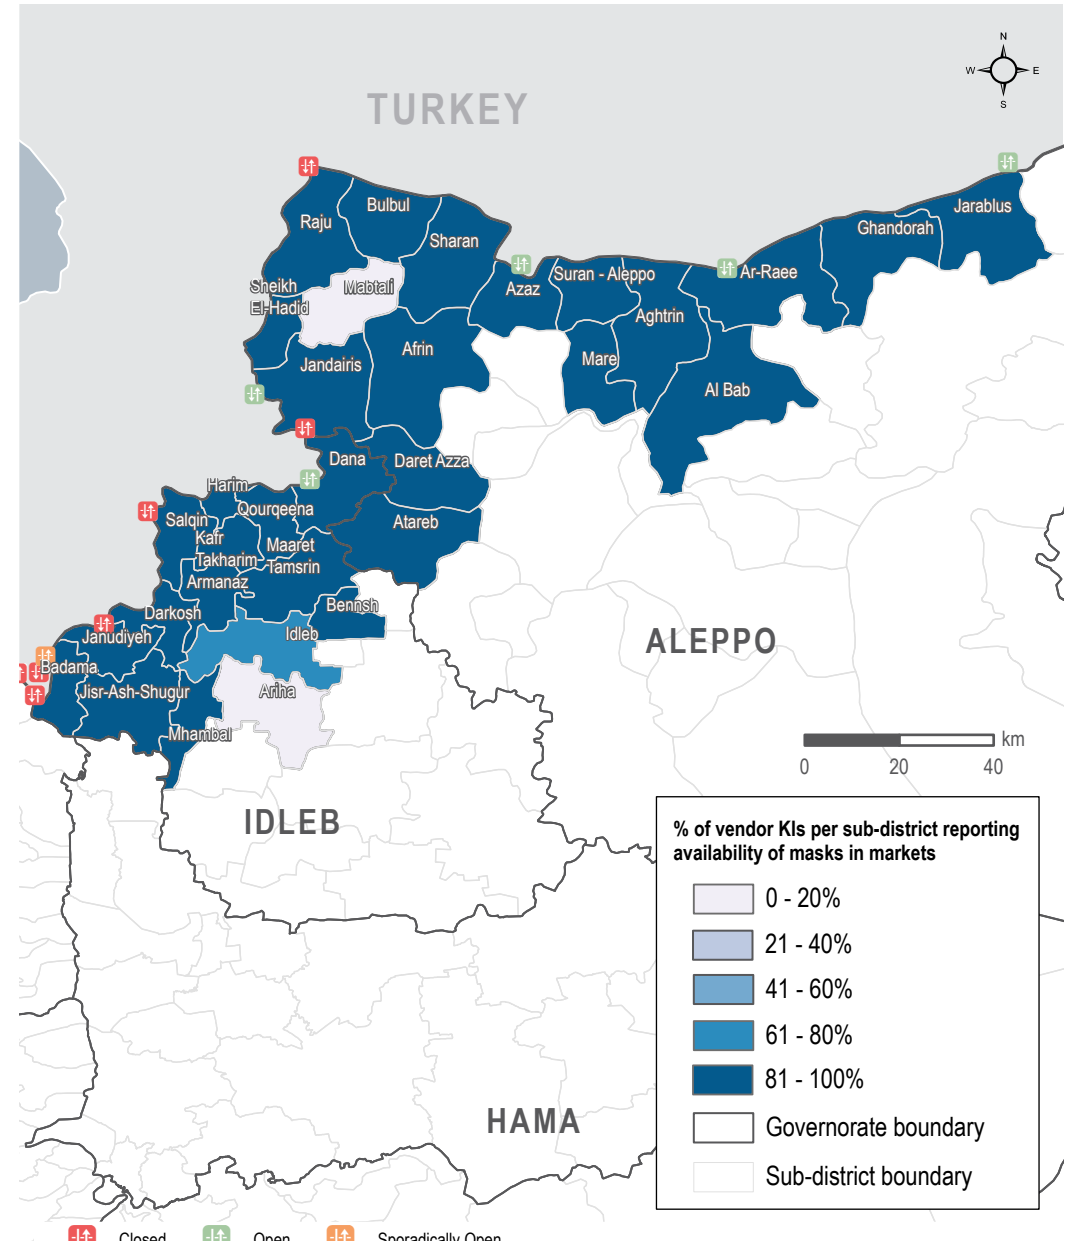 N
W
E
S
TURKEY
Raju
Bulbul
Sharan
Jarablus
Ghandorah
Sheikh
El-Hadid
Mabtali
Azaz
Suran - Aleppo
Ar-Raee
Aghtrin
Jandairis
Afrin
Mare
Al Bab
Dana
Daret Azza
Harim
Salqin
Qourqeena
Atareb
Kafr
Takharim
Maaret
Tamsrin
Armanaz
Darkosh
Bennsh
Janudiyeh
Idleb
Badama
Jisr-Ash-Shugur
Ariha
Mhambal
ALEPPO
km
0 20 40
IDLEB
HAMA
% of vendor KIs per sub-district reporting
availability of masks in markets
0 - 20%
21 - 40%
41 - 60%
61 - 80%
81 - 100%
Governorate boundary
Sub-district boundary
Closed Open Sporadically Open